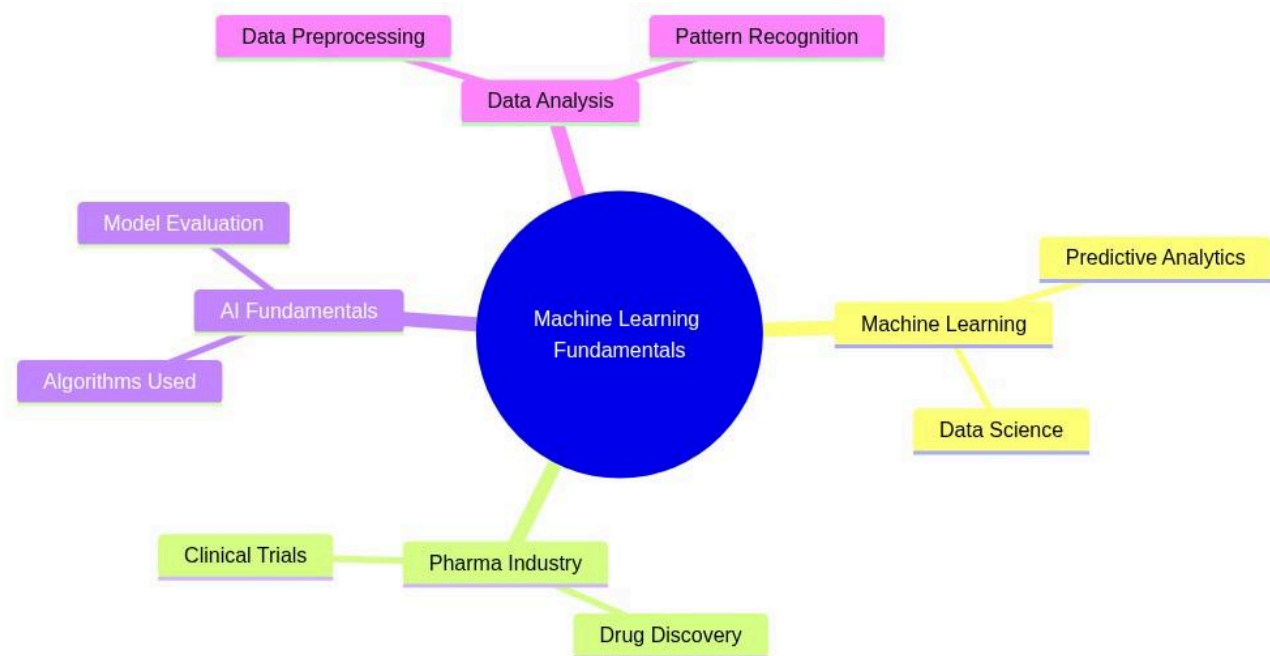 Data Preprocessing
Pattern Recognition
Data Analysis
Model Evaluation
Predictive Analytics
AI Fundamentals
Machine Learning
Fundamentals
Machine Learning
Algorithms Used
Data Science
Clinical Trials
Pharma Industry
Drug Discovery